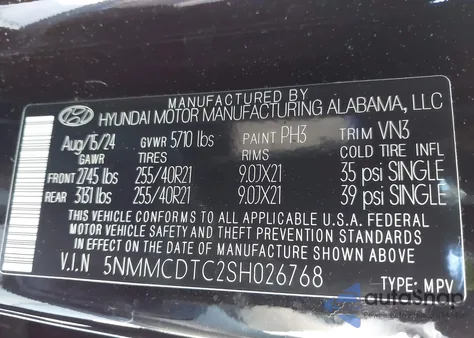 MANUFACTURED BY
HYUNDAI MOTOR MANUFACTURING ALABAMA, LLC
Aug/15/24 GVWR 5710 lbs PAINT PH3 TRIM VN3
GAWR TIRES RIMS COLD TIRE INFL
FRONT 2745 lbs 255/40R21 9.0JX21 35 psi SINGLE
REAR 3131 lbs 255/40R21 9.0JX21 39 psi SINGLE
THIS VEHICLE CONFORMS TO ALL APPLICABLE U.S.A. FEDERAL
MOTOR VEHICLE SAFETY AND THEFT PREVENTION STANDARDS
IN EFFECT ON THE DATE OF MANUFACTURE SHOWN ABOVE
V.I.N 5NMMCDTC2SH026768 TYPE: MPV
autoShop